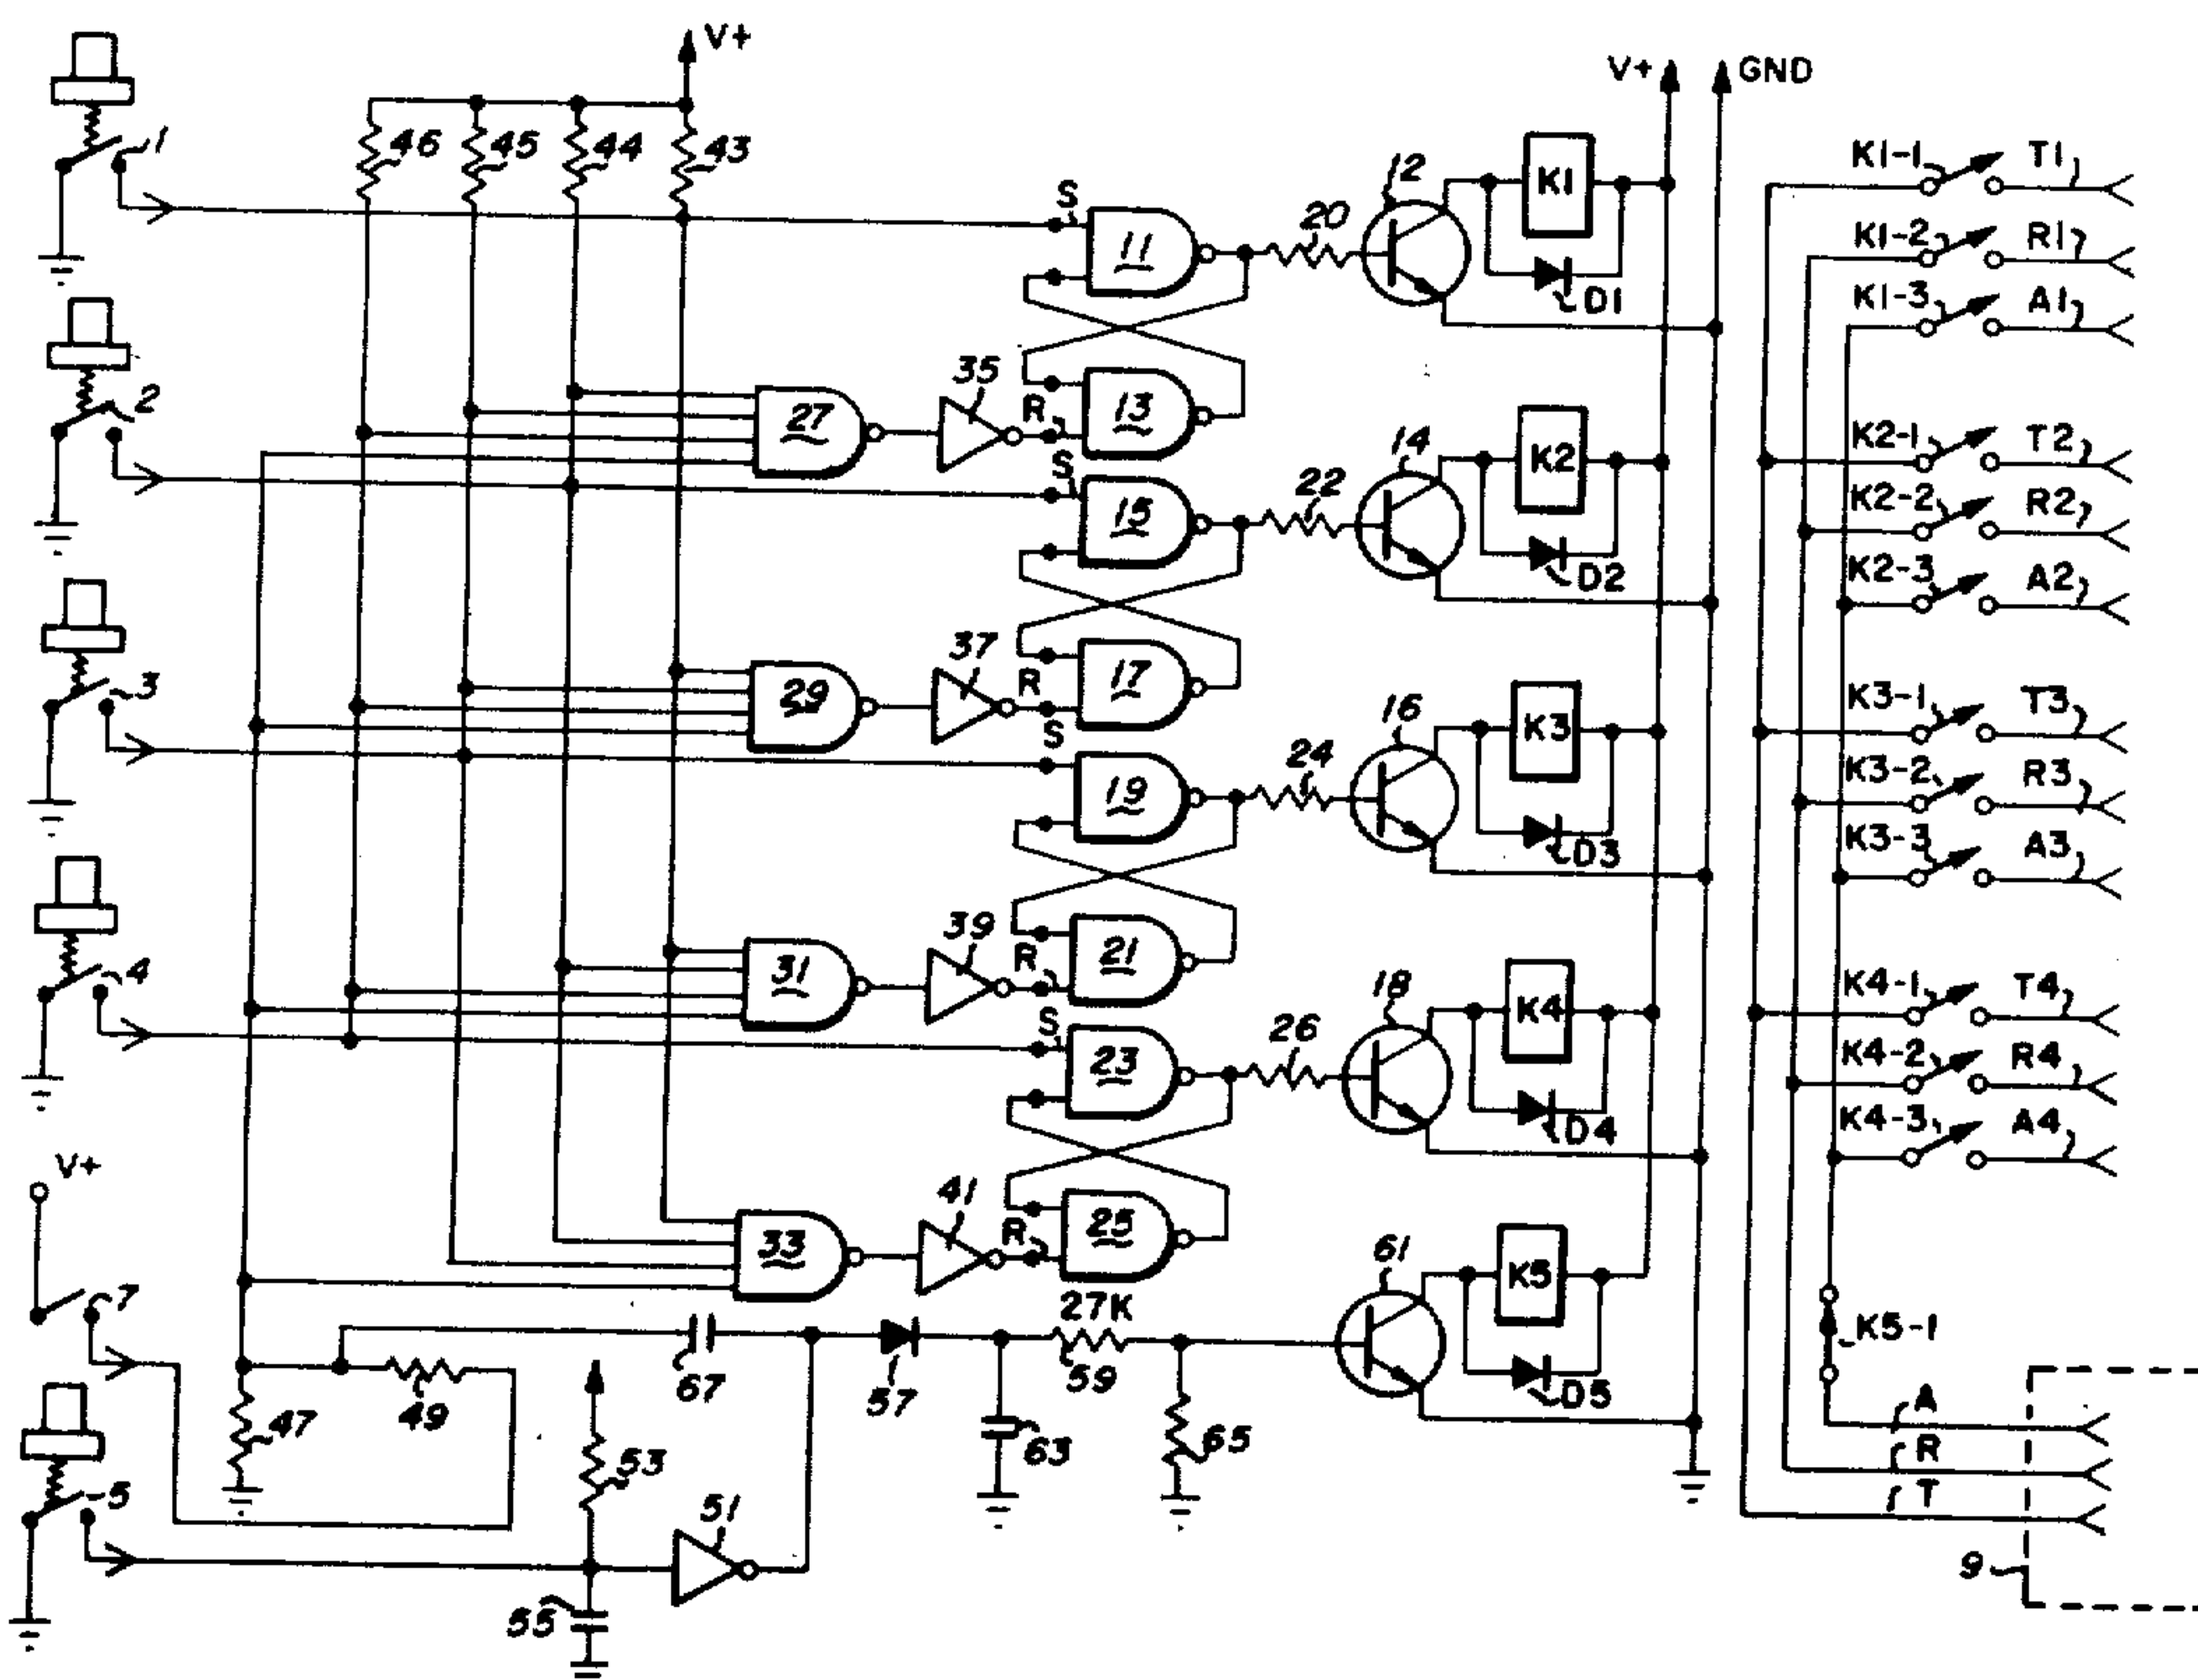 V+
V+
GND
1
46
45
44
43
S
11
20
12
K1
D1
K1-1
T1
K1-2
R1
K1-3
A1
2
27
35
R
13
S
15
22
14
K2
D2
K2-1
T2
K2-2
R2
K2-3
A2
3
29
37
R
17
S
19
24
16
K3
D3
K3-1
T3
K3-2
R3
K3-3
A3
4
31
39
R
21
S
23
26
18
K4
D4
K4-1
T4
K4-2
R4
K4-3
A4
V+
7
33
41
R
25
27K
59
61
K5
D5
K5-1
67
57
49
47
63
65
A
R
T
5
53
51
55
9